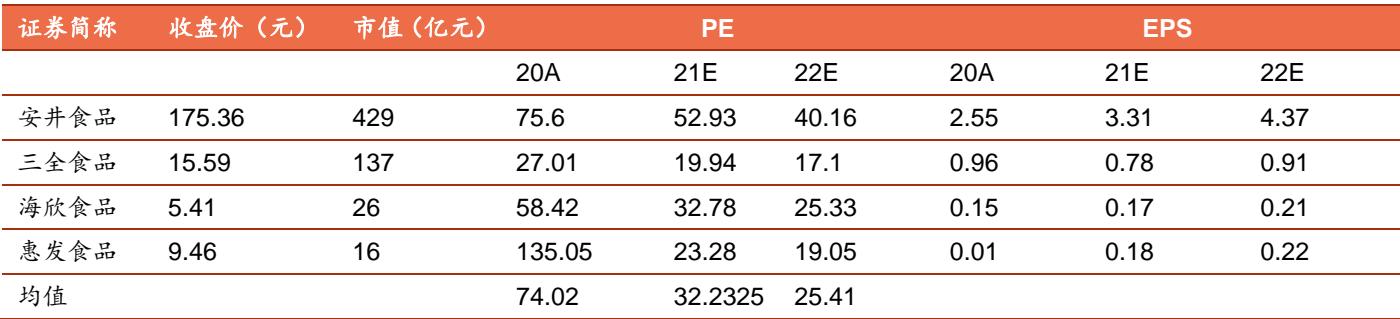 证券简称 收盘价（元） 市值（亿元） PE EPS
20A 21E 22E 20A 21E 22E
安井食品 175.36 429 75.6 52.93 40.16 2.55 3.31 4.37
三全食品 15.59 137 27.01 19.94 17.1 0.96 0.78 0.91
海欣食品 5.41 26 58.42 32.78 25.33 0.15 0.17 0.21
惠发食品 9.46 16 135.05 23.28 19.05 0.01 0.18 0.22
均值 74.02 32.2325 25.41